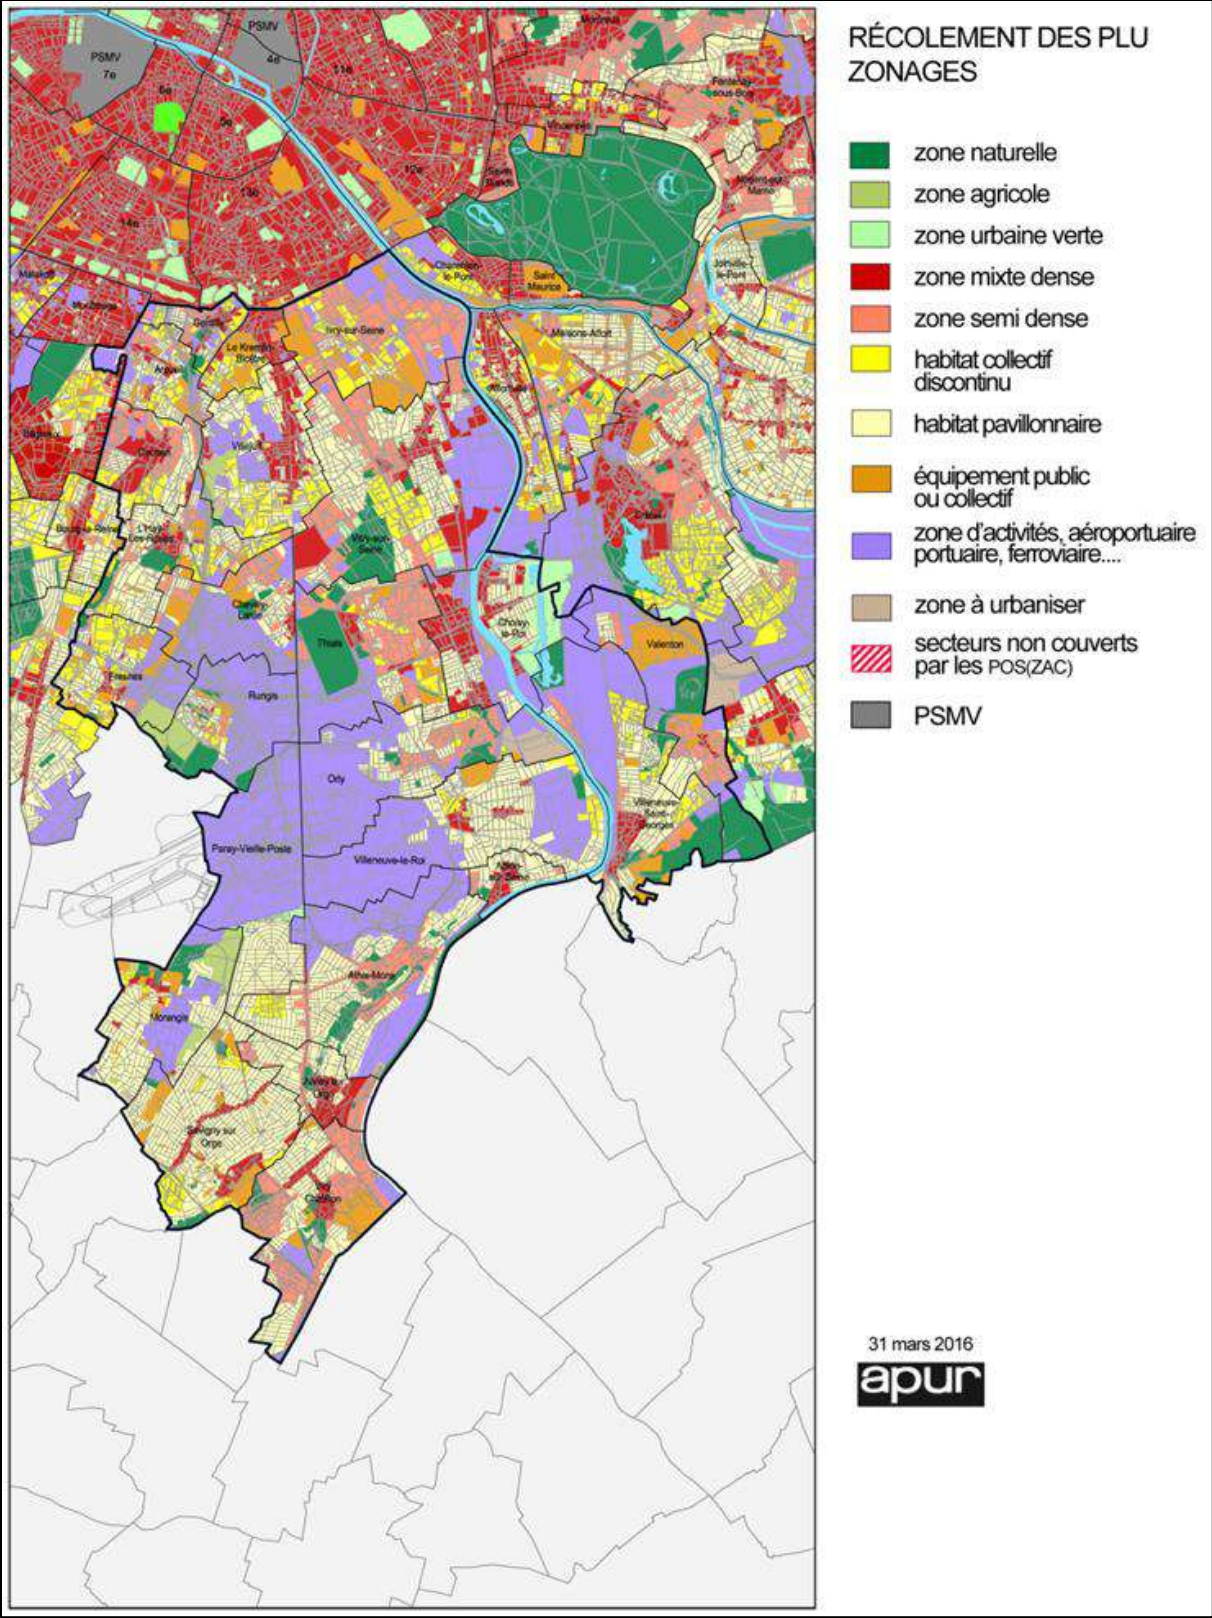 RÉCOLEMENT DES PLU
ZONAGES
zone naturelle
zone agricole
zone urbaine verte
zone mixte dense
zone semi dense
habitat collectif
discontinu
habitat pavillonnaire
équipement public
ou collectif
zone d'activités, aéroportuaire
portuaire, ferroviaire....
zone à urbaniser
secteurs non couverts
par les POS(ZAC)
PSMV
31 mars 2016
apur
PSMV
7e
PSMV
4e
11e
6e
5e
12e
13e
14e
Montreuil
Fontenay-
sous-Bois
Vincennes
Saint-
Mandé
Nogent-sur-
Marne
Joinville-
le-Pont
Charenton-
le-Pont
Saint
Maurice
Maisons-Alfort
Malakoff
Montrouge
Gentilly
Le Kremlin-
Bicêtre
Ivry-sur-Seine
Arcueil
Alfortville
Bagneux
Cachan
Villejuif
Créteil
Bourg-la-Reine
L'Haÿ-
Les-Roses
Vitry-sur-
Seine
Chevilly-
Larue
Thiais
Choisy-
le-Roi
Valenton
Fresnes
Rungis
Orly
Villeneuve-
Saint-
Georges
Paray-Vieille-Poste
Villeneuve-le-Roi
Ablon-
sur-Seine
Athis-Mons
Morangis
Juvisy sur
Orge
Savigny sur
Orge
Viry
Chatillon